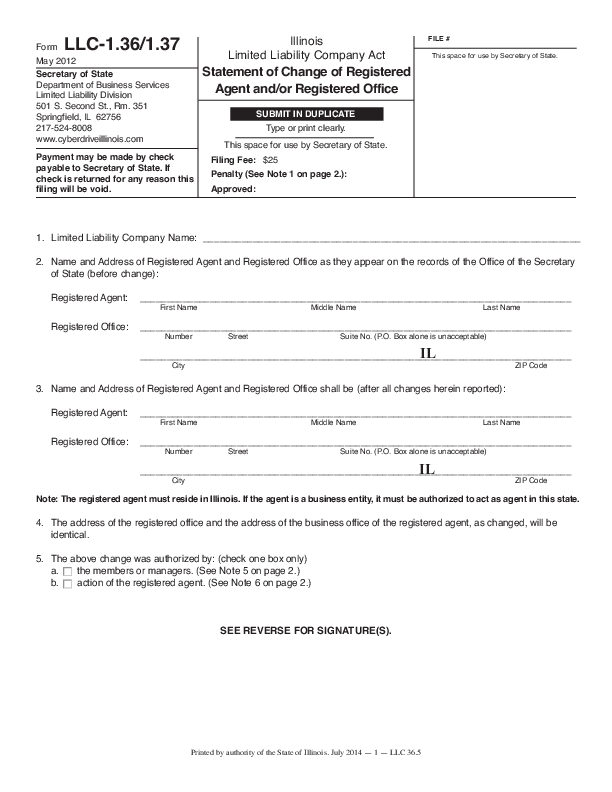 Form LLC-1.36/1.37
May 2012
Secretary of State
Department of Business Services
Limited Liability Division
501 S. Second St., Rm. 351
Springfield, IL 62756
217-524-8008
www.cyberdriveillinois.com
Payment may be made by check
payable to Secretary of State. If
check is returned for any reason this
filing will be void.
Illinois
Limited Liability Company Act
Statement of Change of Registered
Agent and/or Registered Office
SUBMIT IN DUPLICATE
Type or print clearly.
This space for use by Secretary of State.
Filing Fee: $25
Penalty (See Note 1 on page 2.):
Approved:
FILE #
This space for use by Secretary of State.
1. Limited Liability Company Name:
2. Name and Address of Registered Agent and Registered Office as they appear on the records of the Office of the Secretary
of State (before change):
Registered Agent:
First Name Middle Name Last Name
Registered Office:
Number Street Suite No. (P.O. Box alone is unacceptable)
IL
City ZIP Code
3. Name and Address of Registered Agent and Registered Office shall be (after all changes herein reported):
Registered Agent:
First Name Middle Name Last Name
Registered Office:
Number Street Suite No. (P.O. Box alone is unacceptable)
IL
City ZIP Code
Note: The registered agent must reside in Illinois. If the agent is a business entity, it must be authorized to act as agent in this state.
4. The address of the registered office and the address of the business office of the registered agent, as changed, will be
identical.
5. The above change was authorized by: (check one box only)
a. ☐ the members or managers. (See Note 5 on page 2.)
b. ☐ action of the registered agent. (See Note 6 on page 2.)
SEE REVERSE FOR SIGNATURE(S).
Printed by authority of the State of Illinois. July 2014 — 1 — LLC 36.5